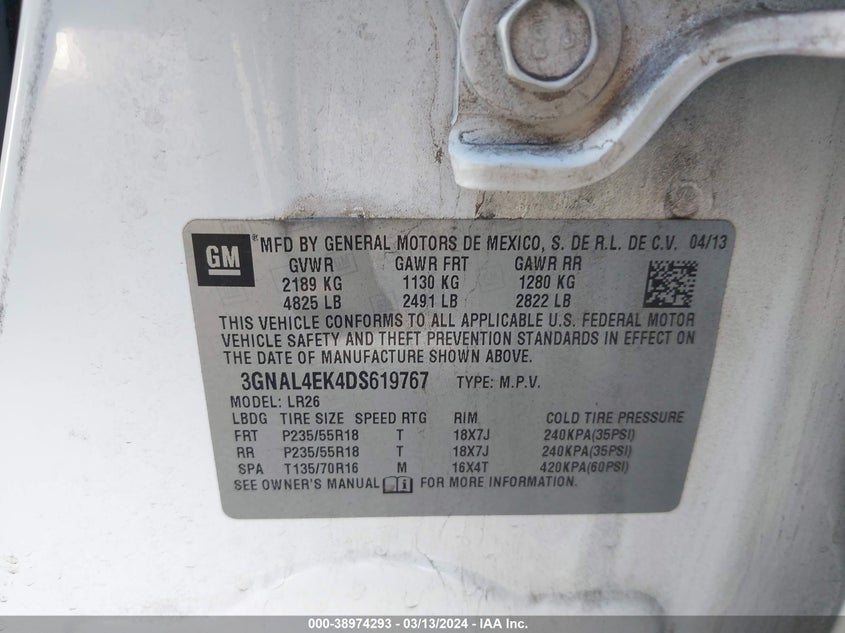 GM ® MFD BY GENERAL MOTORS DE MEXICO, S. DE R.L. DE C.V. 04/13
GVWR GAWR FRT GAWR RR
2189 KG 1130 KG 1280 KG
4825 LB 2491 LB 2822 LB
THIS VEHICLE CONFORMS TO ALL APPLICABLE U.S. FEDERAL MOTOR
VEHICLE SAFETY AND THEFT PREVENTION STANDARDS IN EFFECT ON
THE DATE OF MANUFACTURE SHOWN ABOVE.
3GNAL4EK4DS619767 TYPE: M.P.V.
MODEL: LR26
LBDG TIRE SIZE SPEED RTG RIM COLD TIRE PRESSURE
FRT P235/55R18 T 18X7J 240KPA(35PSI)
RR P235/55R18 T 18X7J 240KPA(35PSI)
SPA T135/70R16 M 16X4T 420KPA(60PSI)
SEE OWNER'S MANUAL FOR MORE INFORMATION.
000-38974293 - 03/13/2024 - IAA Inc.